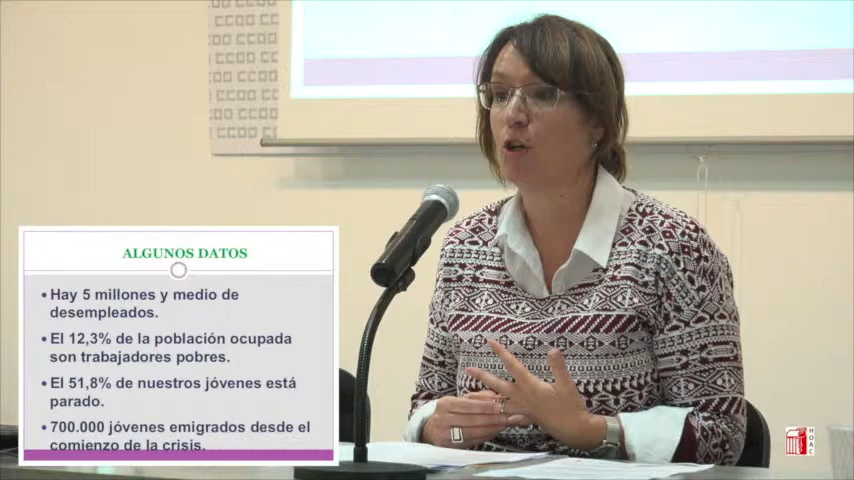 ALGUNOS DATOS
• Hay 5 millones y medio de
desempleados.
• El 12,3% de la población ocupada
son trabajadores pobres.
• El 51,8% de nuestros jóvenes está
parado.
• 700.000 jóvenes emigrados desde el
comienzo de la crisis.
HOAC